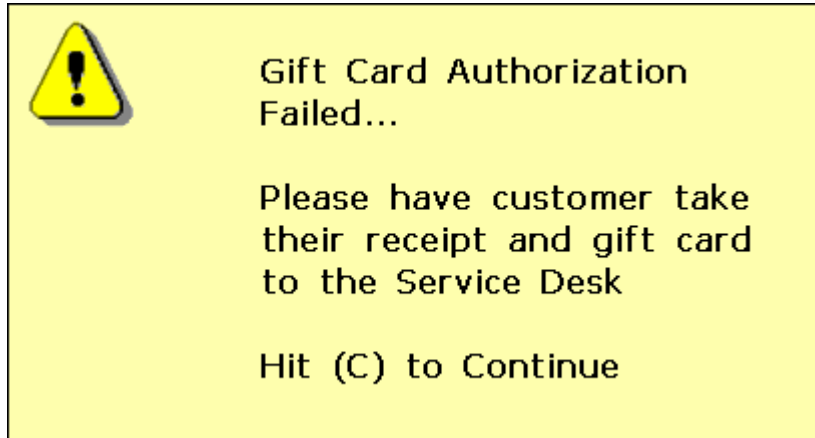 Gift Card Authorization
Failed...
Please have customer take
their receipt and gift card
to the Service Desk
Hit (C) to Continue